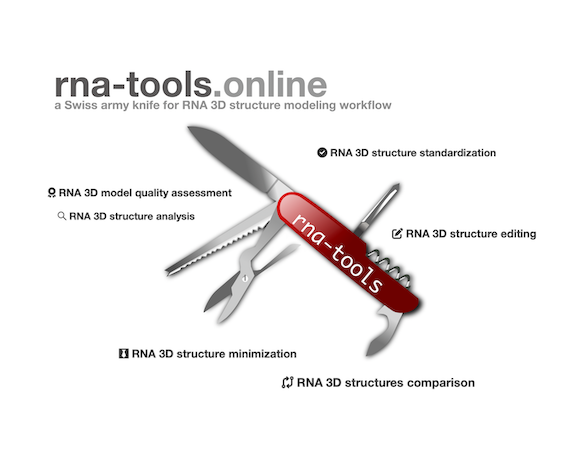 rna-tools.online
a Swiss army knife for RNA 3D structure modeling workflow
RNA 3D structure standardization
RNA 3D model quality assessment
RNA 3D structure analysis
RNA 3D structure editing
rna-tools
RNA 3D structure minimization
RNA 3D structures comparison